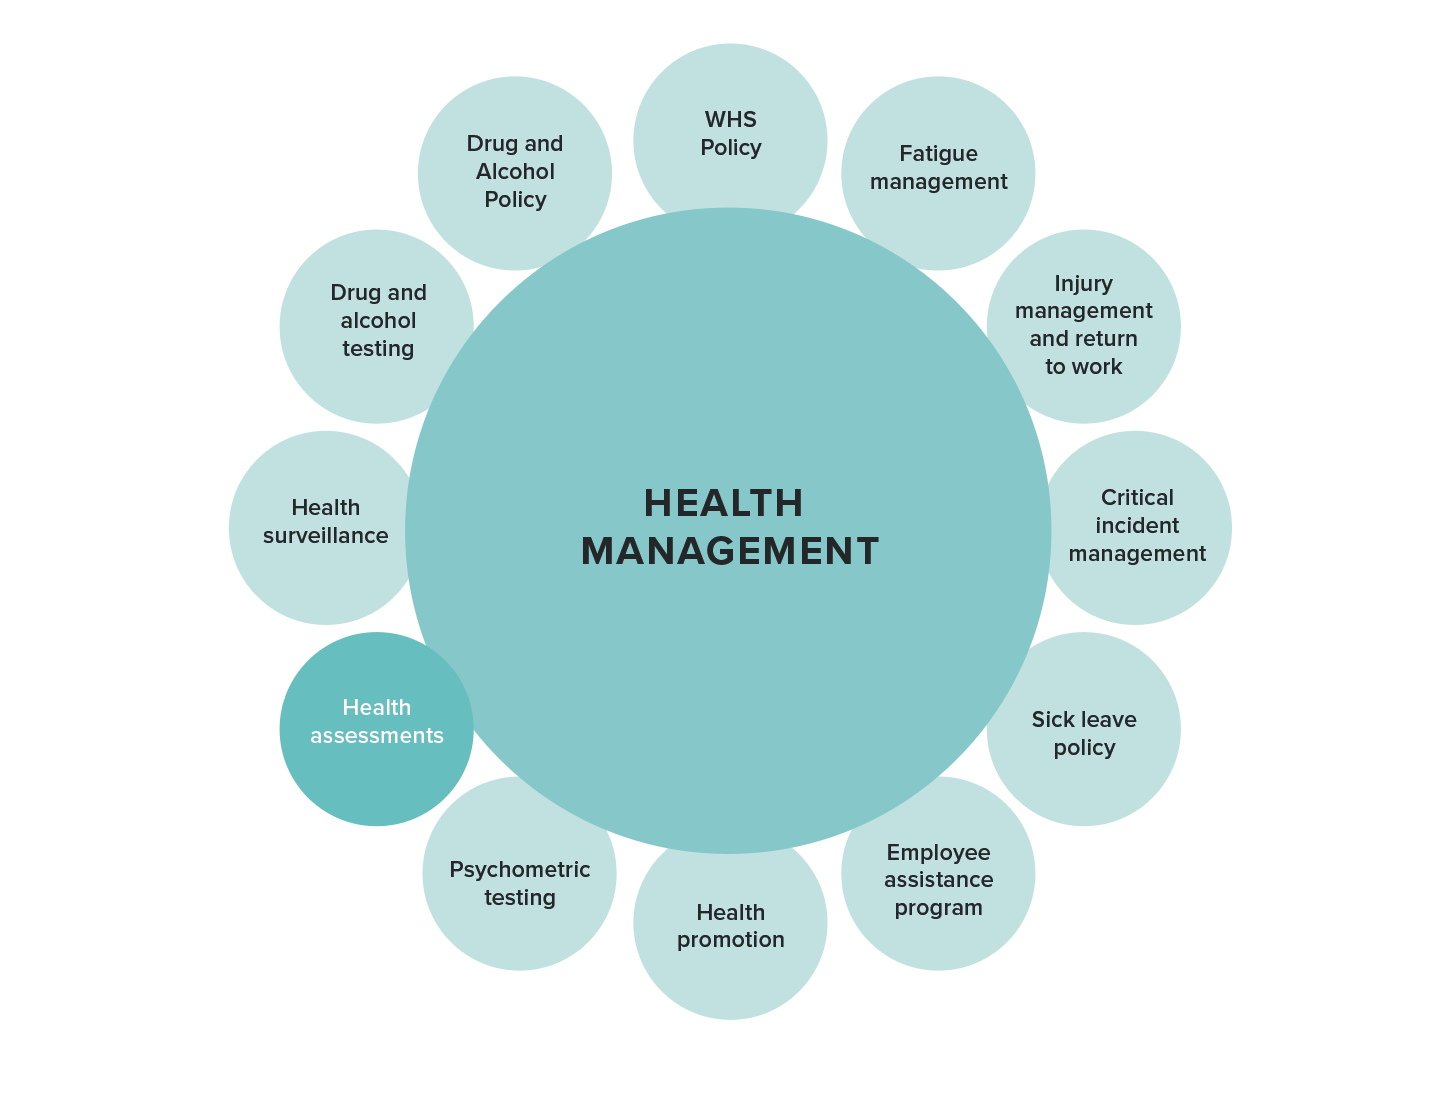 WHS
Policy
Fatigue
management
Injury
management
and return
to work
Critical
incident
management
Sick leave
policy
Employee
assistance
program
Health
promotion
Psychometric
testing
Health
assessments
Health
surveillance
Drug and
alcohol
testing
Drug and
Alcohol
Policy
HEALTH
MANAGEMENT